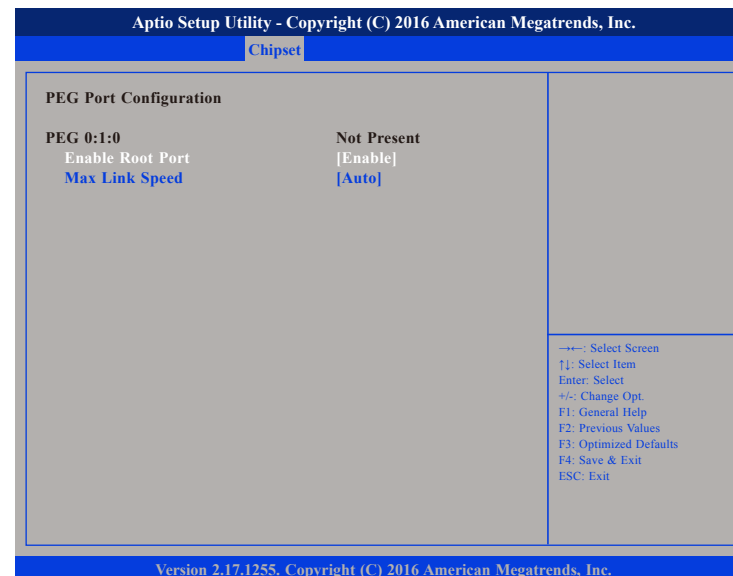 Aptio Setup Utility - Copyright (C) 2016 American Megatrends, Inc.
Chipset
PEG Port Configuration
PEG 0:1:0 Not Present
Enable Root Port [Enable]
Max Link Speed [Auto]
→←: Select Screen
↑↓: Select Item
Enter: Select
+/-: Change Opt.
F1: General Help
F2: Previous Values
F3: Optimized Defaults
F4: Save & Exit
ESC: Exit
Version 2.17.1255. Copyright (C) 2016 American Megatrends, Inc.